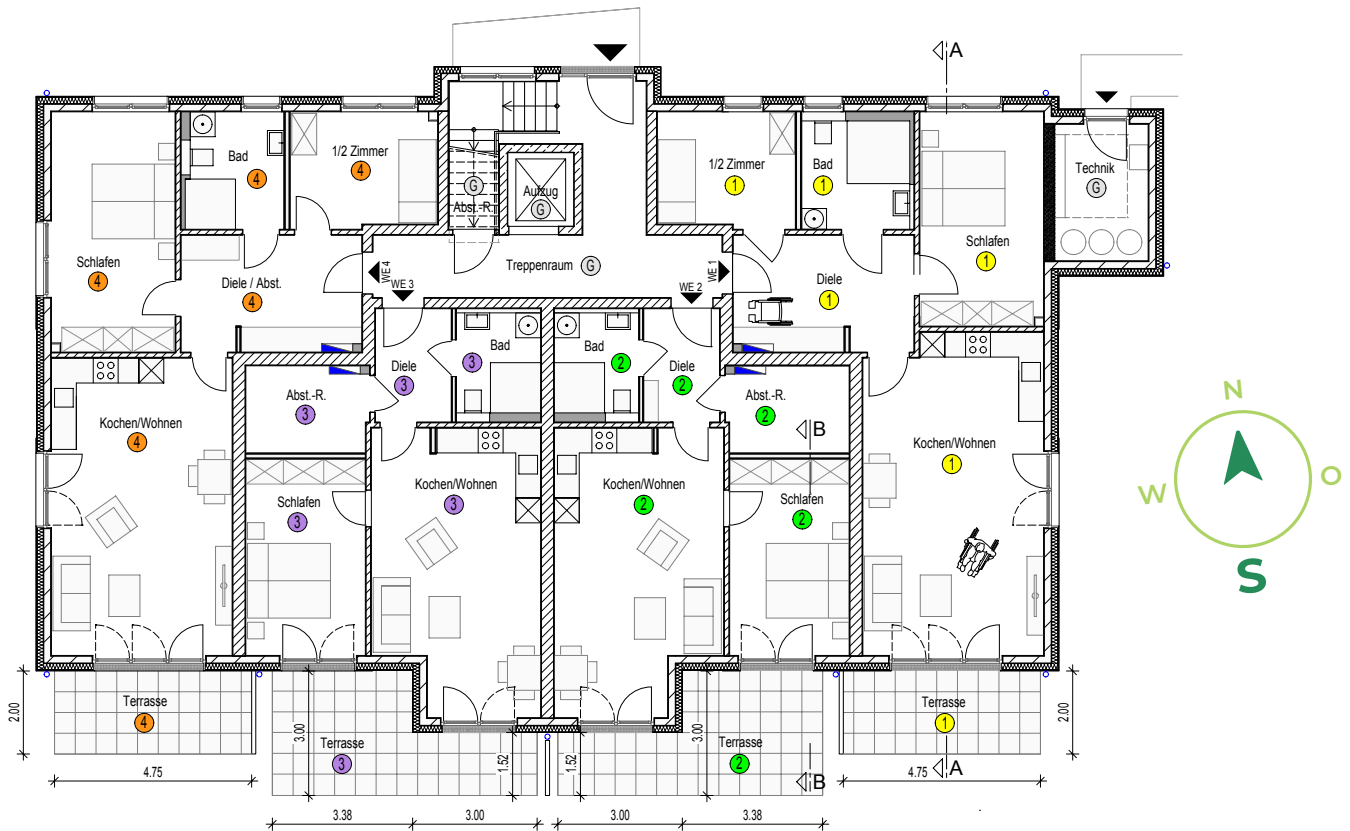 A
1/2 Zimmer
4
Bad
4
G
Abst.-R.
Aufzug
G
1/2 Zimmer
1
Bad
1
Technik
G
Schlafen
4
Diele / Abst.
4
WE 4
WE 3
Treppenraum G
WE 2
WE 1
Diele
1
Schlafen
1
Bad
3
Diele
3
Abst.-R.
3
Bad
2
Diele
2
Abst.-R.
2
B
Kochen/Wohnen
4
Kochen/Wohnen
3
Kochen/Wohnen
2
Kochen/Wohnen
1
Schlafen
3
Schlafen
2
N
W
O
S
2.00
Terrasse
4
4.75
3.00
Terrasse
3
1.52
1.52
3.00
Terrasse
2
B
Terrasse
1
4.75
A
2.00
3.38
3.00
3.00
3.38